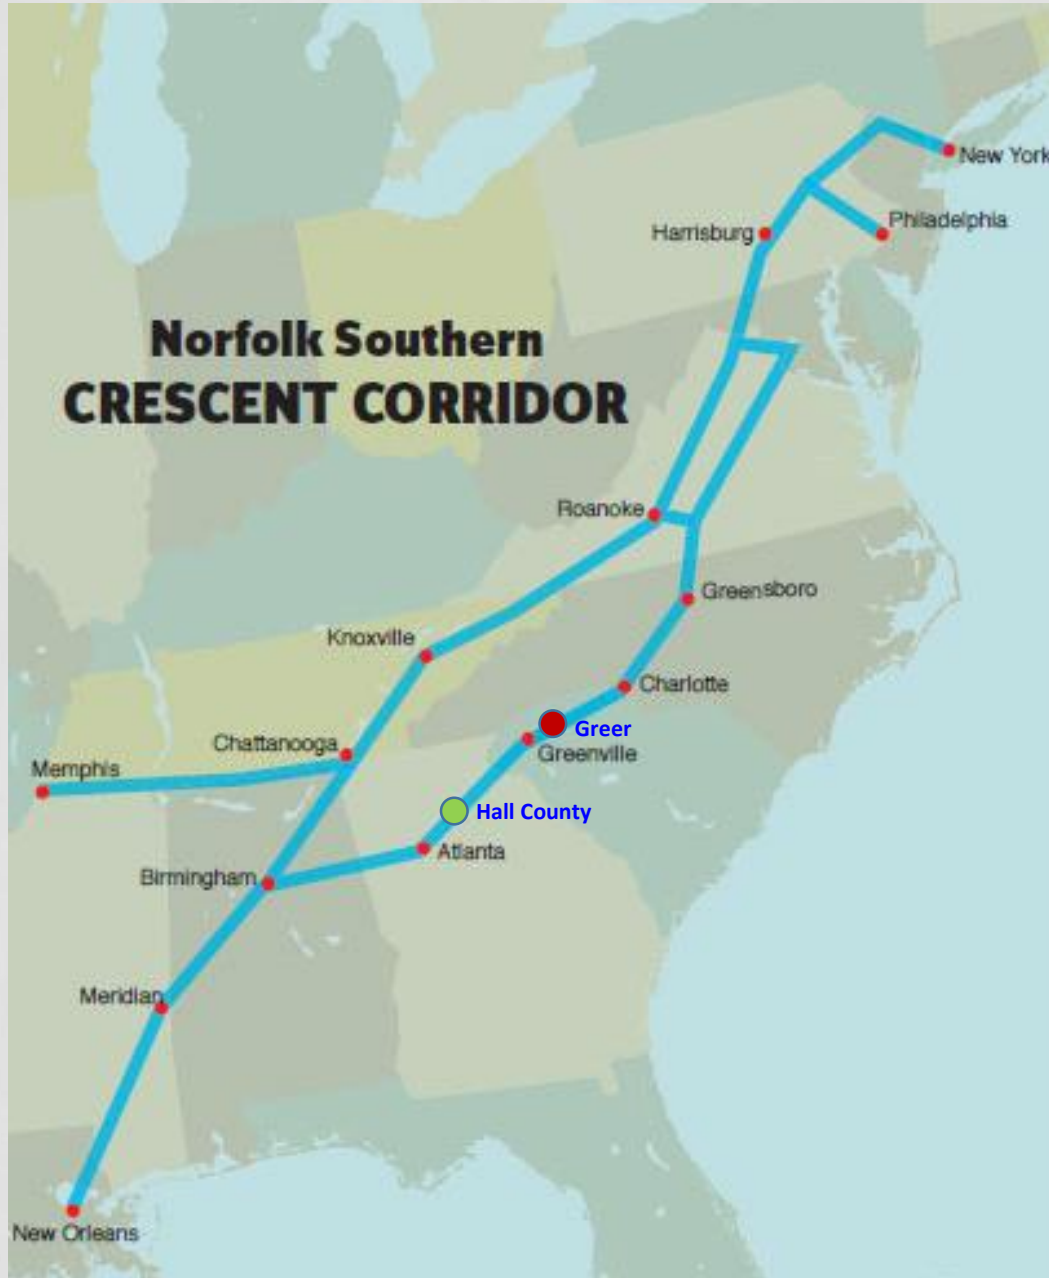 New York
Philadelphia
Harrisburg
Norfolk Southern
CRESCENT CORRIDOR
Roanoke
Greensboro
Knoxville
Charlotte
Greer
Chattanooga
Greenville
Memphis
Hall County
Atlanta
Birmingham
Meridian
New Orleans